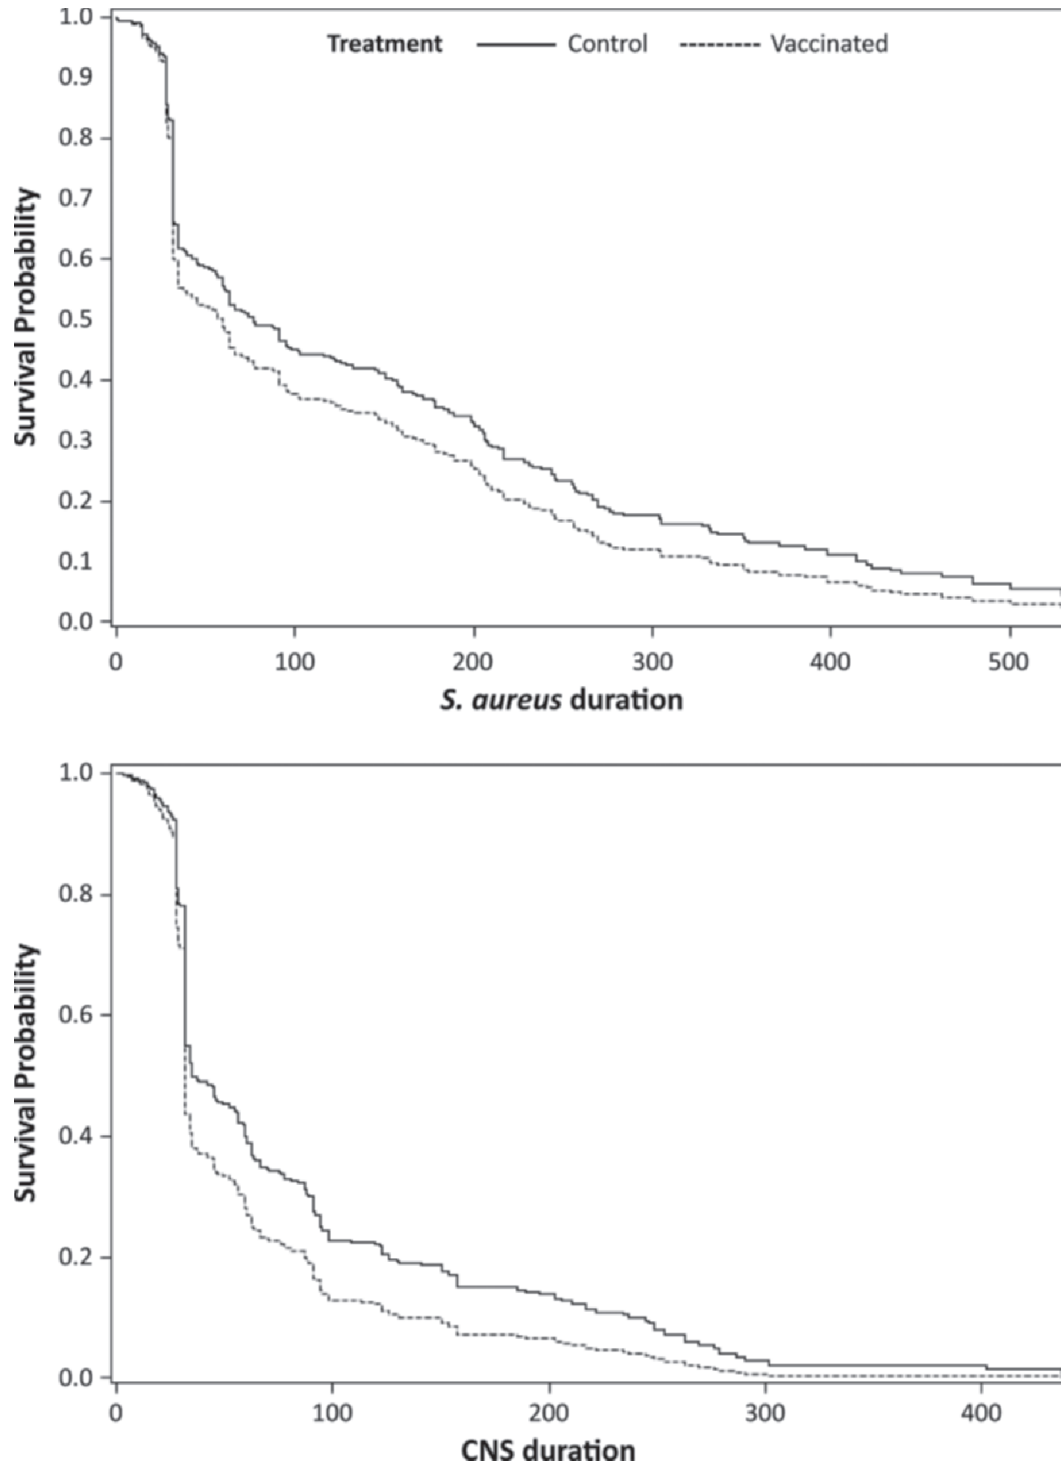 Treatment Control Vaccinated
Survival Probability
1.0
0.9
0.8
0.7
0.6
0.5
0.4
0.3
0.2
0.1
0.0
0 100 200 300 400 500
S. aureus duration
Survival Probability
1.0
0.8
0.6
0.4
0.2
0.0
0 100 200 300 400
CNS duration